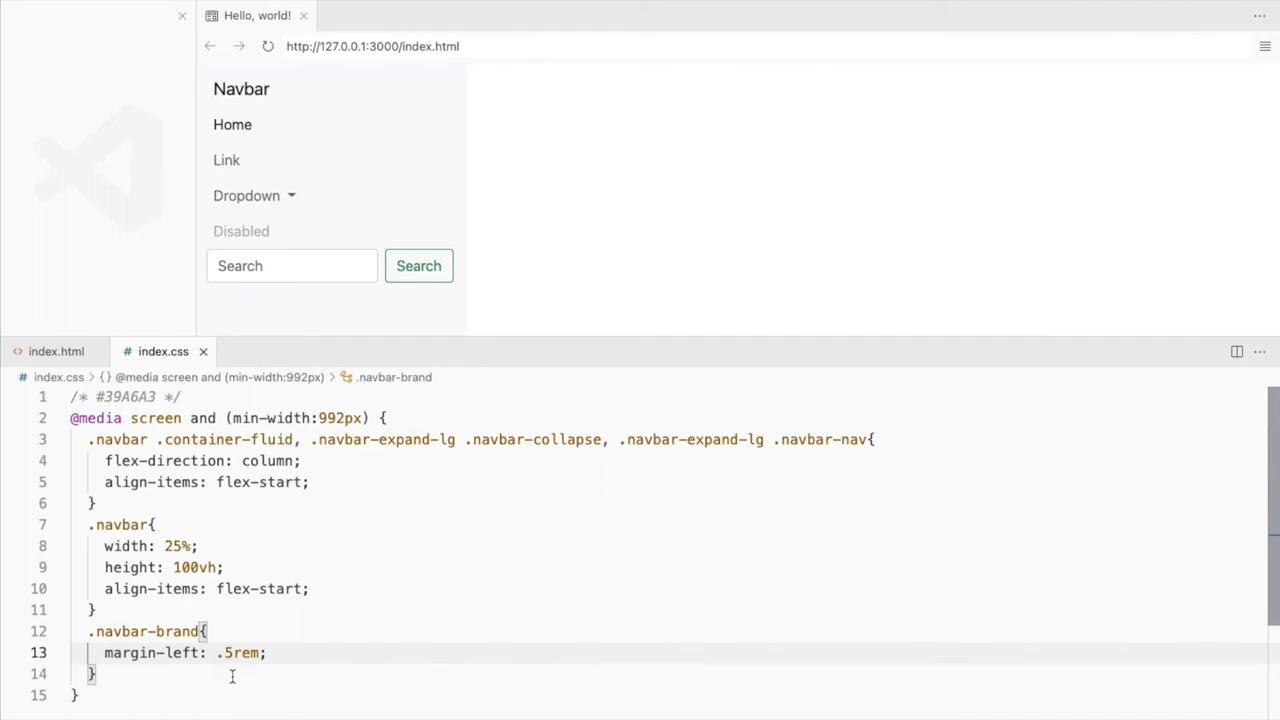 Hello, world!
http://127.0.0.1:3000/index.html
Navbar
Home
Link
Dropdown
Disabled
Search Search
index.html index.css
# index.css > {} @media screen and (min-width:992px) > .navbar-brand
1 /* #39A6A3 */
2 @media screen and (min-width:992px) {
3 .navbar .container-fluid, .navbar-expand-lg .navbar-collapse, .navbar-expand-lg .navbar-nav{
4 flex-direction: column;
5 align-items: flex-start;
6 }
7 .navbar{
8 width: 25%;
9 height: 100vh;
10 align-items: flex-start;
11 }
12 .navbar-brand{
13 margin-left: .5rem;
14 }
15 }